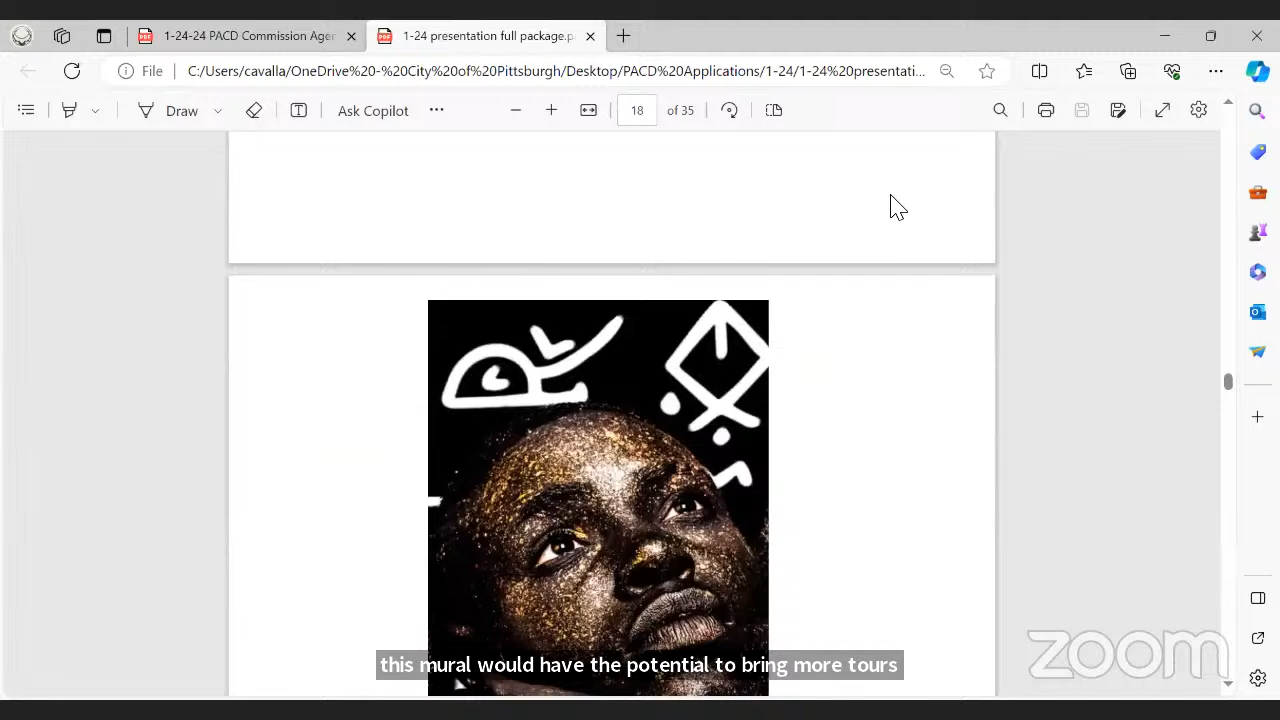 1-24-24 PACD Commission Ager
1-24 presentation full package.p
File
C:/Users/cavalla/OneDrive%20-%20City%20of%20Pittsburgh/Desktop/PACD%20Applications/1-24/1-24%20presentati...
Draw
Ask Copilot
18 of 35
this mural would have the potential to bring more tours
zoom